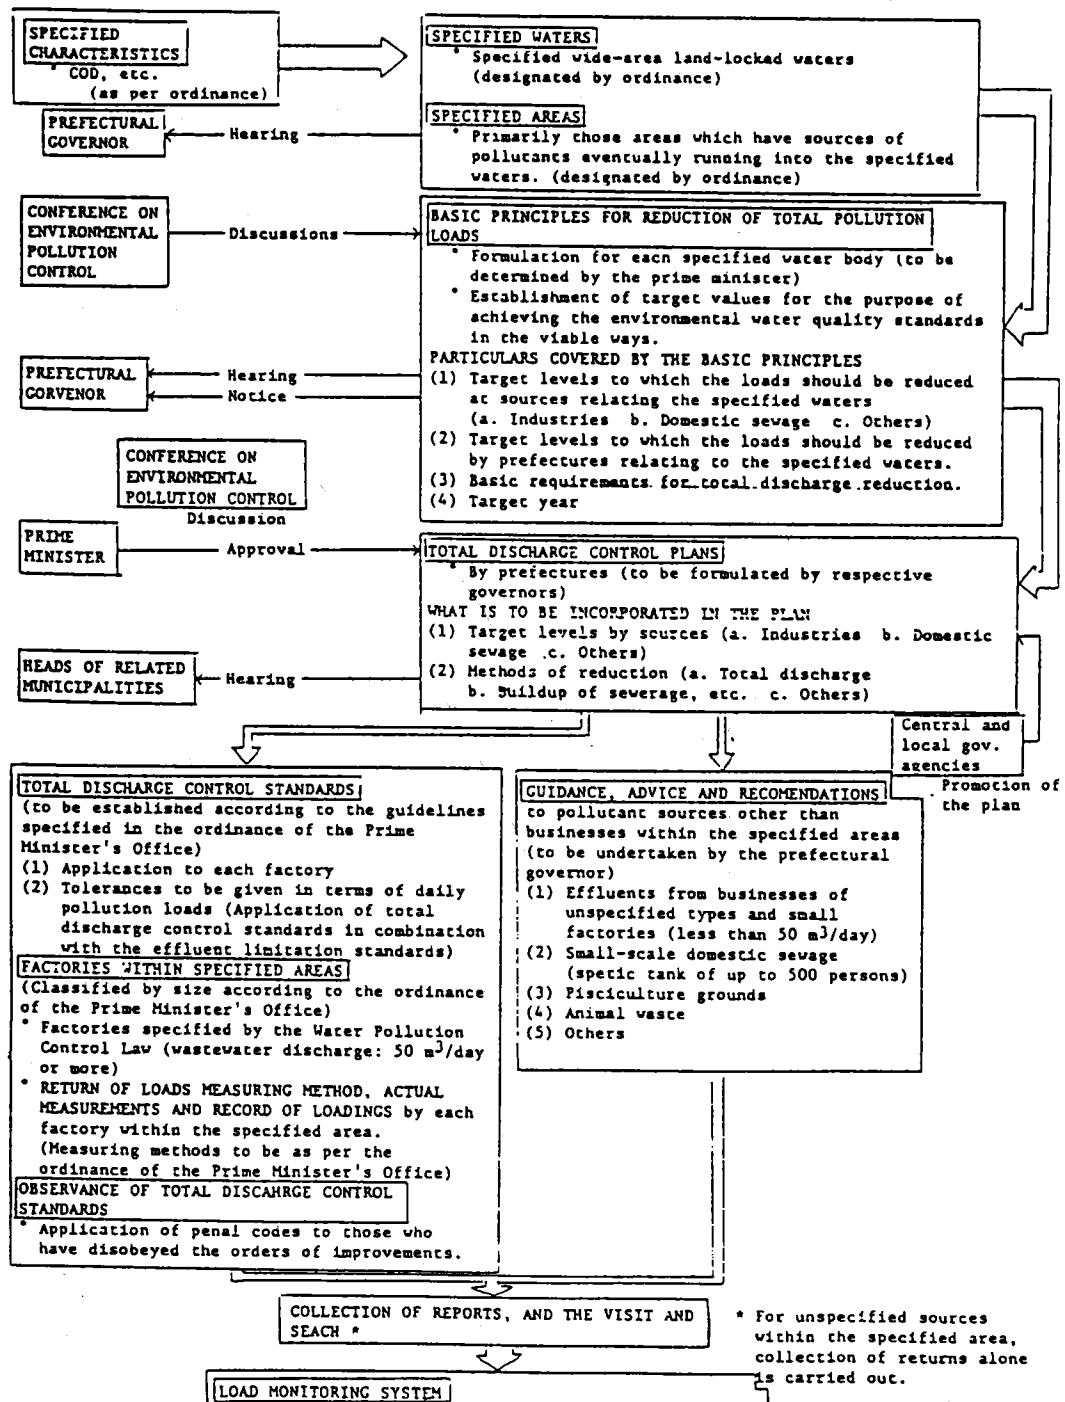 SPECIFIED
CHARACTERISTICS
* COD, etc.
(as per ordinance)
SPECIFIED WATERS
* Specified wide-area land-locked waters
(designated by ordinance)
SPECIFIED AREAS
* Primarily those areas which have sources of
pollutants eventually running into the specified
waters. (designated by ordinance)
PREFECTURAL
GOVERNOR
Hearing
CONFERENCE ON
ENVIRONMENTAL
POLLUTION
CONTROL
Discussions
BASIC PRINCIPLES FOR REDUCTION OF TOTAL POLLUTION
LOADS
* Formulation for each specified water body (to be
determined by the prime minister)
* Establishment of target values for the purpose of
achieving the environmental water quality standards
in the viable ways.
PARTICULARS COVERED BY THE BASIC PRINCIPLES
(1) Target levels to which the loads should be reduced
at sources relating the specified waters
(a. Industries b. Domestic sewage c. Others)
(2) Target levels to which the loads should be reduced
by prefectures relating to the specified waters.
(3) Basic requirements for total discharge reduction.
(4) Target year
PREFECTURAL
GORVENOR
Hearing
Notice
CONFERENCE ON
ENVIRONMENTAL
POLLUTION CONTROL
Discussion
PRIME
MINISTER
Approval
TOTAL DISCHARGE CONTROL PLANS
* By prefectures (to be formulated by respective
governors)
WHAT IS TO BE INCORPORATED IN THE PLAN
(1) Target levels by sources (a. Industries b. Domestic
sewage c. Others)
(2) Methods of reduction (a. Total discharge
b. Buildup of sewerage, etc. c. Others)
HEADS OF RELATED
MUNICIPALITIES
Hearing
Central and
local gov.
agencies
Promotion of
the plan
TOTAL DISCHARGE CONTROL STANDARDS
(to be established according to the guidelines
specified in the ordinance of the Prime
Minister's Office)
(1) Application to each factory
(2) Tolerances to be given in terms of daily
pollution loads (Application of total
discharge control standards in combination
with the effluent limitation standards)
FACTORIES WITHIN SPECIFIED AREAS
(Classified by size according to the ordinance
of the Prime Minister's Office)
* Factories specified by the Water Pollution
Control Law (wastewater discharge: 50 m³/day
or more)
* RETURN OF LOADS MEASURING METHOD, ACTUAL
MEASUREMENTS AND RECORD OF LOADINGS by each
factory within the specified area.
(Measuring methods to be as per the
ordinance of the Prime Minister's Office)
OBSERVANCE OF TOTAL DISCAHRGE CONTROL
STANDARDS
* Application of penal codes to those who
have disobeyed the orders of improvements.
GUIDANCE, ADVICE AND RECOMENDATIONS
to pollutant sources other than
businesses within the specified areas
(to be undertaken by the prefectural
governor)
(1) Effluents from businesses of
unspecified types and small
factories (less than 50 m³/day)
(2) Small-scale domestic sewage
(spetic tank of up to 500 persons)
(3) Pisciculture grounds
(4) Animal waste
(5) Others
COLLECTION OF REPORTS, AND THE VISIT AND
SEACH *
* For unspecified sources
within the specified area,
collection of returns alone
is carried out.
LOAD MONITORING SYSTEM